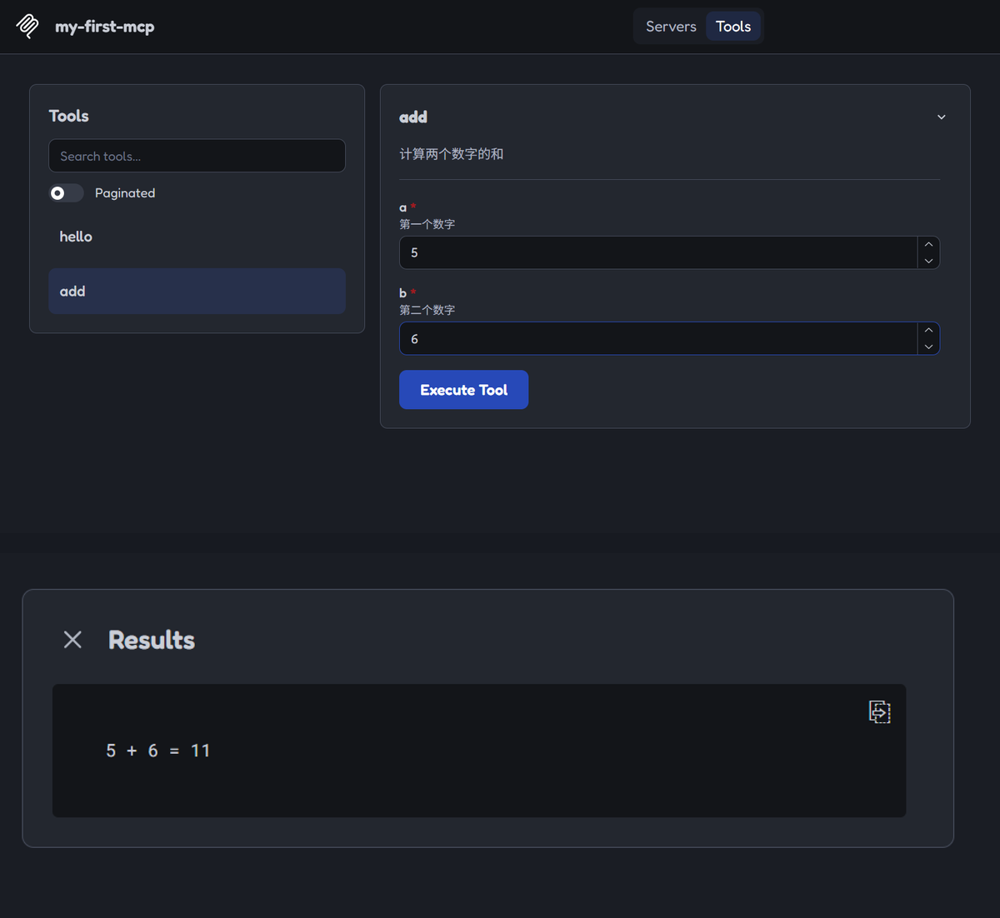 my-first-mcp
Servers
Tools
Tools
Search tools...
Paginated
hello
add
add
计算两个数字的和
a *
第一个数字
5
b *
第二个数字
6
Execute Tool
Results
5 + 6 = 11